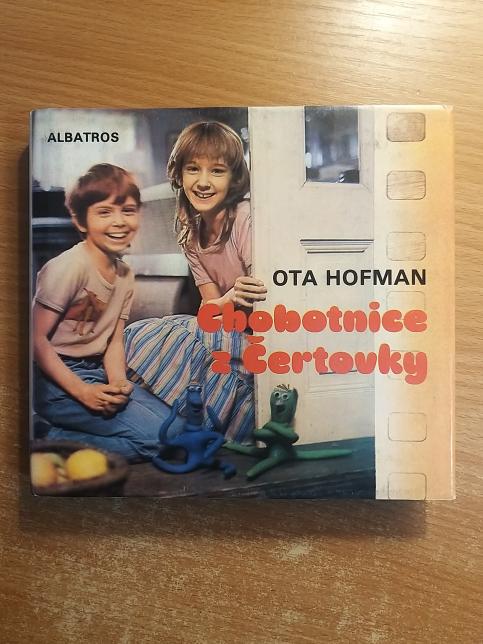 ALBATROS
OTA HOFMAN
Chobotnice
z Čertovky